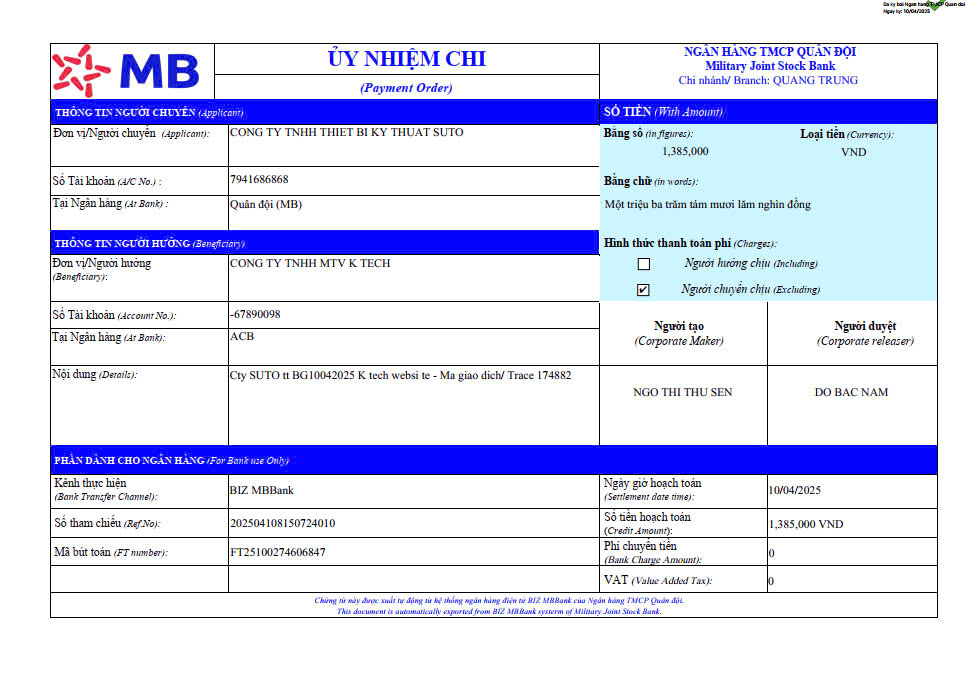 Đã ký bởi Ngân hàng TMCP Quân đội
Ngày ký: 10/04/2025
MB
ỦY NHIỆM CHI
(Payment Order)
NGÂN HÀNG TMCP QUÂN ĐỘI
Military Joint Stock Bank
Chi nhánh/ Branch: QUANG TRUNG
THÔNG TIN NGƯỜI CHUYỂN (Applicant)
SỐ TIỀN (With Amount)
Đơn vị/Người chuyển (Applicant): CONG TY TNHH THIET BI KY THUAT SUTO
Bằng số (in figures): Loại tiền (Currency):
1,385,000 VND
Số Tài khoản (A/C No.) : 7941686868
Bằng chữ (in words):
Tại Ngân hàng (At Bank) : Quân đội (MB)
Một triệu ba trăm tám mươi lăm nghìn đồng
THÔNG TIN NGƯỜI HƯỞNG (Beneficiary)
Hình thức thanh toán phí (Charges):
Đơn vị/Người hưởng CONG TY TNHH MTV K TECH
(Beneficiary):
Người hưởng chịu (Including)
Người chuyển chịu (Excluding)
Số Tài khoản (Account No.): -67890098
Tại Ngân hàng (At Bank): ACB
Người tạo Người duyệt
(Corporate Maker) (Corporate releaser)
Nội dung (Details): Cty SUTO tt BG10042025 K tech websi te - Ma giao dich/ Trace 174882
NGO THI THU SEN DO BAC NAM
PHẦN DÀNH CHO NGÂN HÀNG (For Bank use Only)
Kênh thực hiện
(Bank Transfer Channel): BIZ MBBank
Ngày giờ hoạch toán
(Settlement date time): 10/04/2025
Số tham chiếu (Ref.No): 202504108150724010
Số tiền hoạch toán
(Credit Amount): 1,385,000 VND
Mã bút toán (FT number): FT25100274606847
Phí chuyển tiền
(Bank Charge Amount): 0
VAT (Value Added Tax): 0
Chứng từ này được xuất tự động từ hệ thống ngân hàng điện tử BIZ MBBank của Ngân hàng TMCP Quân đội.
This document is automatically exported from BIZ MBBank systerm of Military Joint Stock Bank.